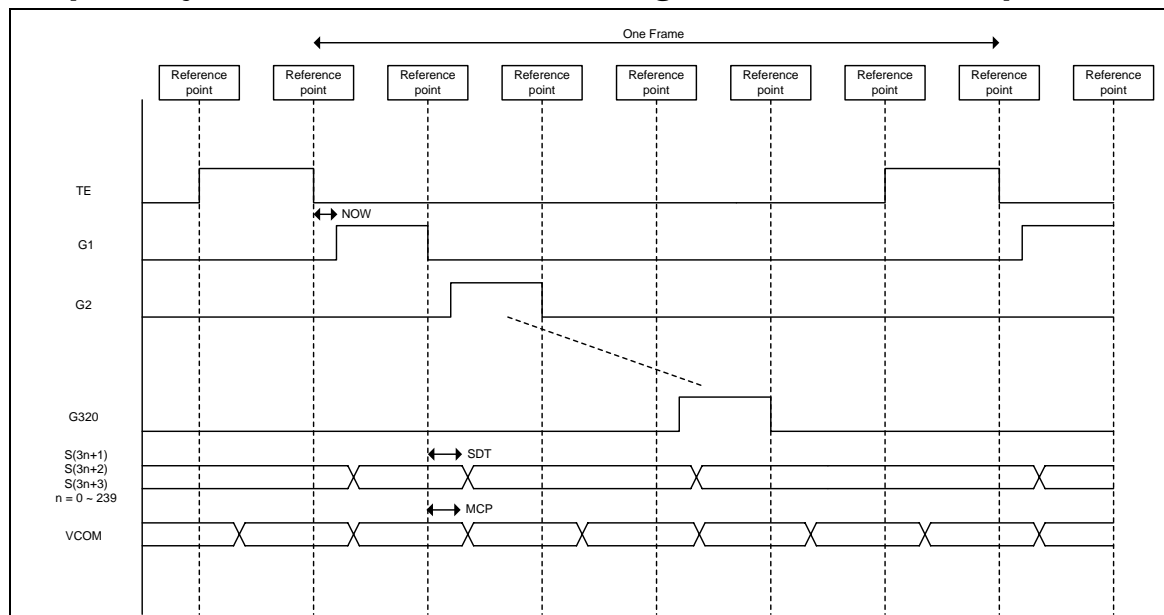 One Frame
Reference point
Reference point
Reference point
Reference point
Reference point
Reference point
Reference point
Reference point
Reference point
TE
NOW
G1
G2
G320
S(3n+1)
SDT
S(3n+2)
S(3n+3)
n = 0 ~ 239
MCP
VCOM